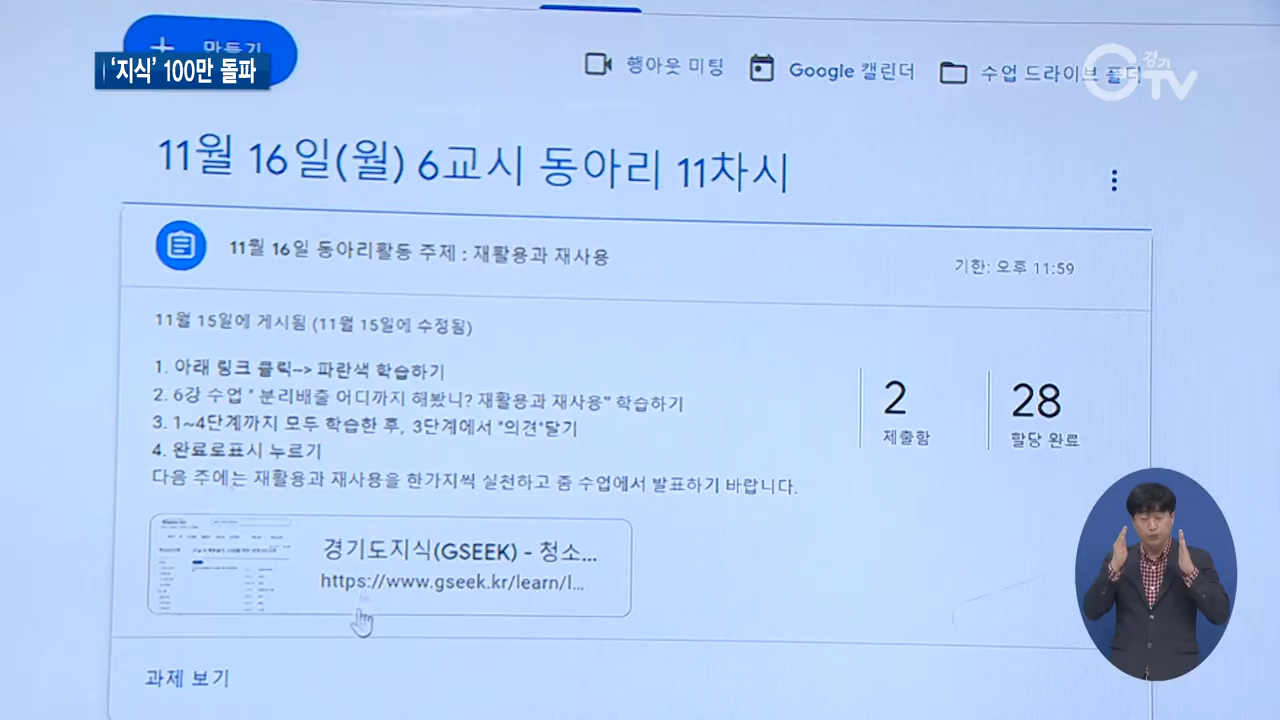 + 만들기
'지식' 100만 돌파
행아웃 미팅
Google 캘린더
수업 드라이브 폴더
경기
GTV
11월 16일(월) 6교시 동아리 11차시
11월 16일 동아리활동 주제 : 재활용과 재사용
기한: 오후 11:59
11월 15일에 게시됨 (11월 15일에 수정됨)
1. 아래 링크 클릭--> 파란색 학습하기
2. 6강 수업 " 분리배출 어디까지 해봤니? 재활용과 재사용" 학습하기
3. 1~4단계까지 모두 학습한 후, 3단계에서 "의견"달기
4. 완료로표시 누르기
다음 주에는 재활용과 재사용을 한가지씩 실천하고 줌 수업에서 발표하기 바랍니다.
2
제출함
28
할당 완료
경기도지식(GSEEK) - 청소...
https://www.gseek.kr/learn/l...
과제 보기